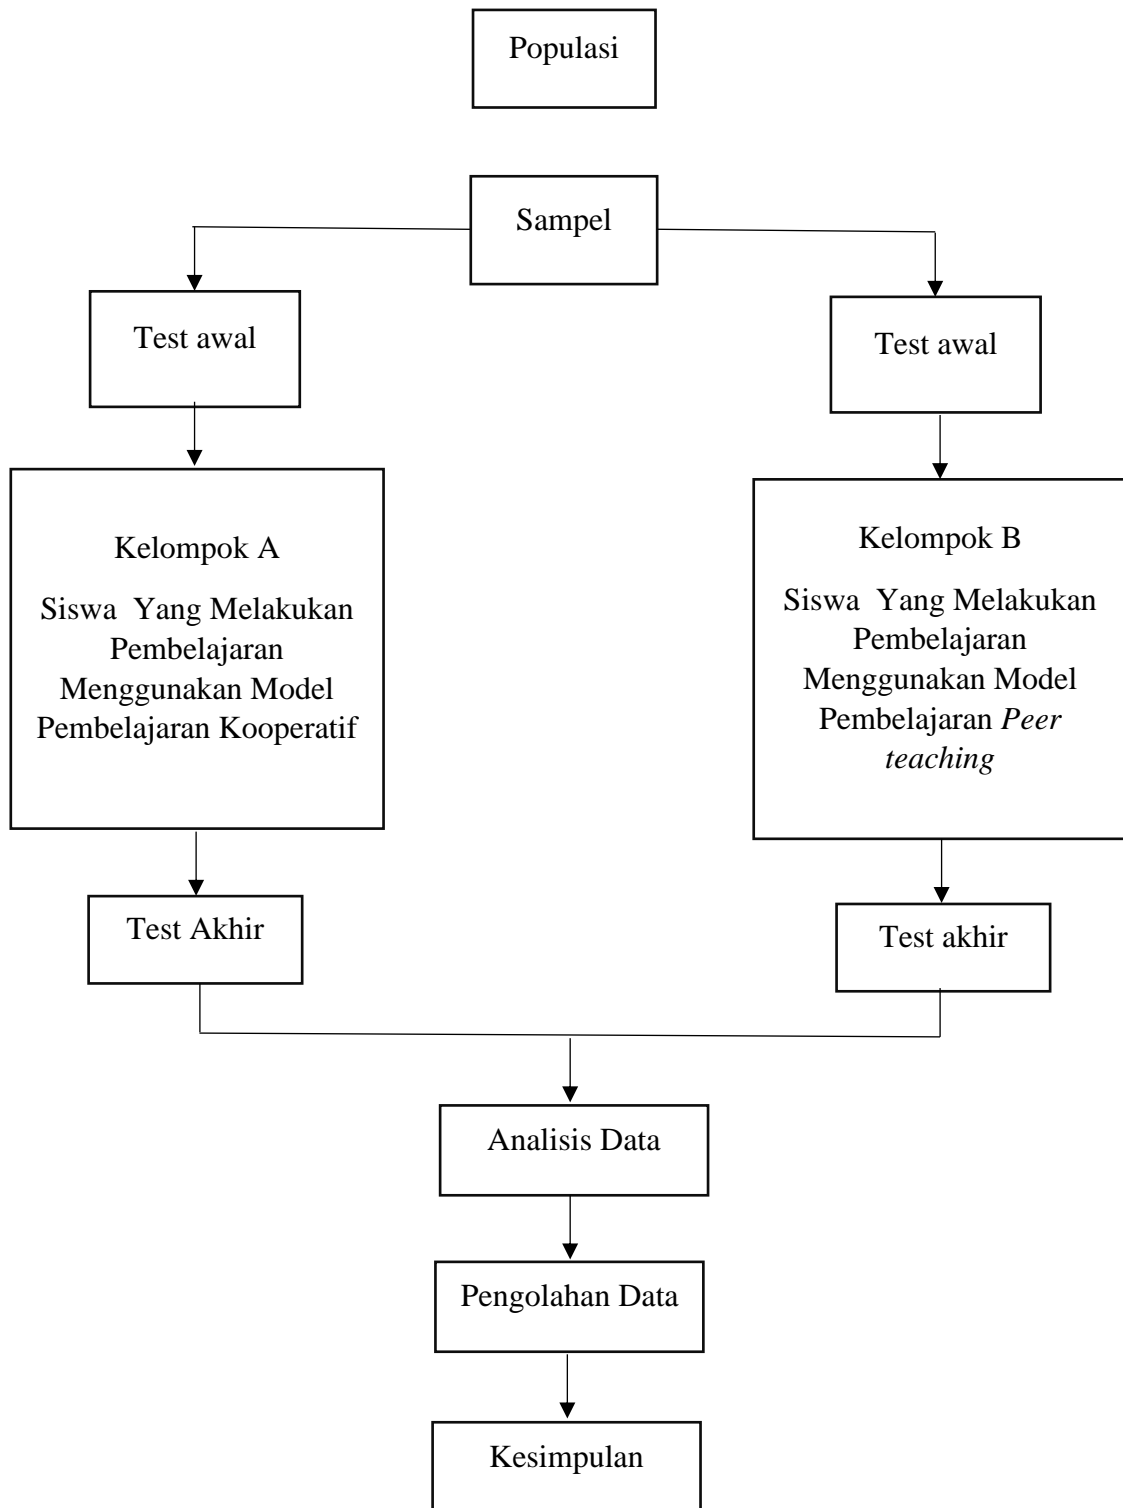 Populasi
Sampel
Test awal
Test awal
Kelompok A
Siswa  Yang Melakukan
Pembelajaran
Menggunakan Model
Pembelajaran Kooperatif
Kelompok B
Siswa  Yang Melakukan
Pembelajaran
Menggunakan Model
Pembelajaran Peer
teaching
Test Akhir
Test akhir
Analisis Data
Pengolahan Data
Kesimpulan